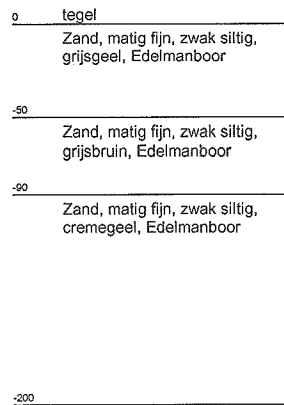 0 tegel
Zand, matig fijn, zwak siltig,
grijsgeel, Edelmanboor
-50
Zand, matig fijn, zwak siltig,
grijsbruin, Edelmanboor
-90
Zand, matig fijn, zwak siltig,
cremegeel, Edelmanboor
-200